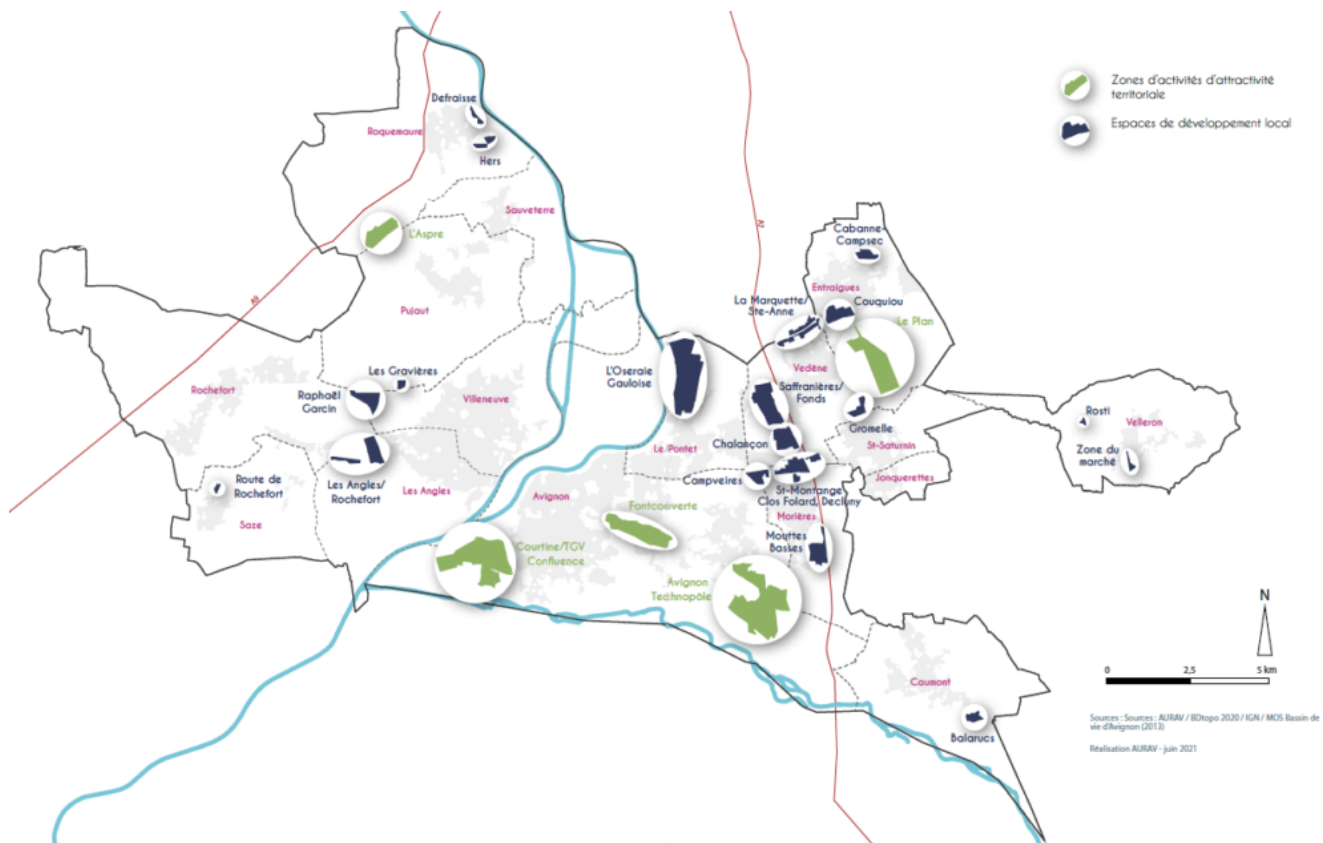 Zones d'activités d'attractivité
territoriale
Espaces de développement local
Defraisse
Roquemaure
Hers
Sauveterre
L'Aspre
A9
A7
Pujaut
Cabanne-
Campsec
Entraigues
La Marquette/
Ste-Anne
Couquiou
Le Plan
Vedène
Les Gravières
Rochefort
Raphaël
Garcin
Villeneuve
L'Oseraie
Gauloise
Saffranières/
Fonds
Gromelle
Rosti
Velleron
Zone du
marché
Chalançon
St-Saturnin
Le Pontet
Jonquerettes
Campveires
St-Montange
Clos Folard, Decluny
Route de
Rochefort
Les Angles/
Rochefort
Les Angles
Avignon
Fontcouverte
Morières
Saze
Mouttes
Basses
Courtine/TGV
Confluence
Avignon
Technopôle
N
0
2,5
5 km
Caumont
Balarucs
Sources : Sources : AURAV / BDtopo 2020 / IGN / MOS Bassin de
vie d'Avignon (2013)
Réalisation AURAV - juin 2021